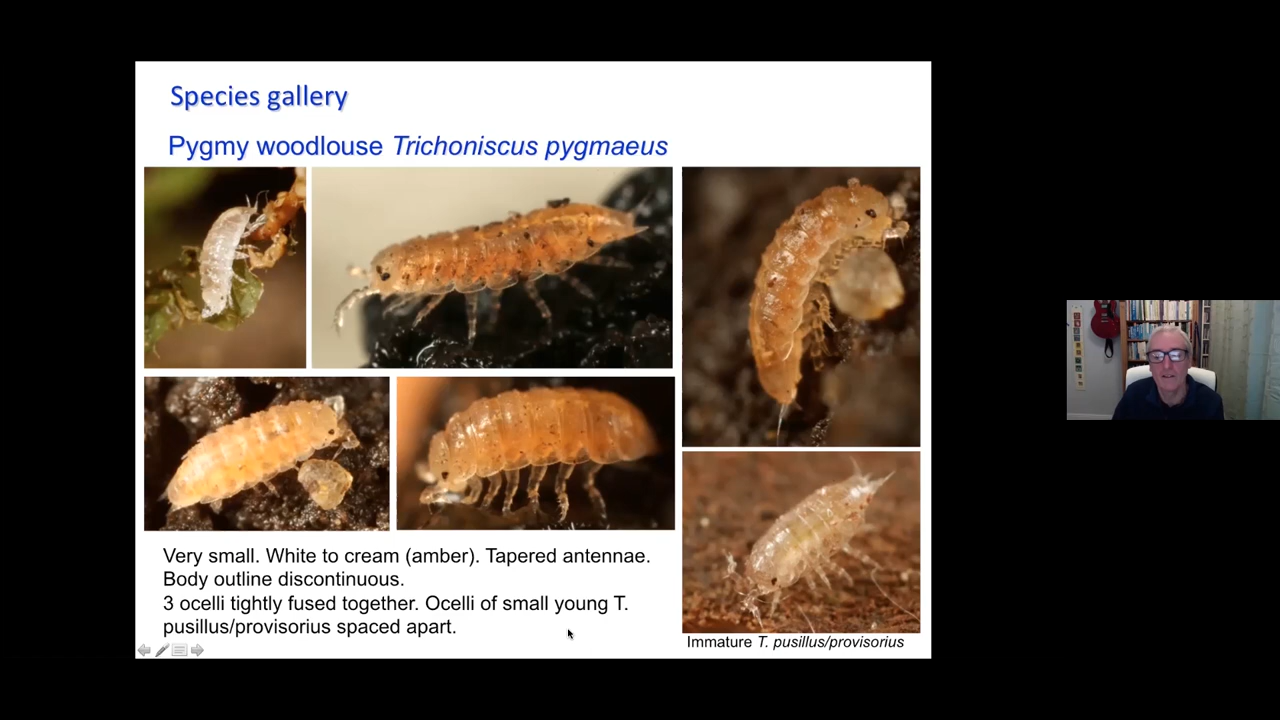 Species gallery
Pygmy woodlouse Trichoniscus pygmaeus
Very small. White to cream (amber). Tapered antennae.
Body outline discontinuous.
3 ocelli tightly fused together. Ocelli of small young T.
pusillus/provisorius spaced apart.
Immature T. pusillus/provisorius